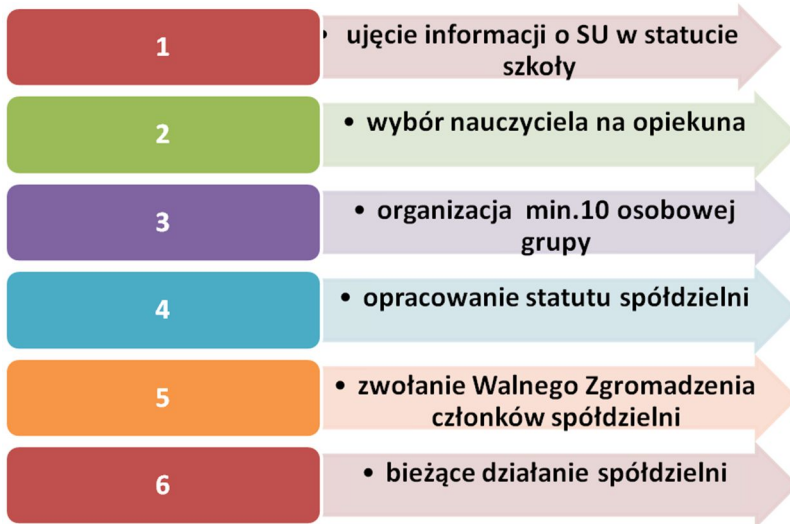 1
• ujęcie informacji o SU w statucie
szkoły
2
• wybór nauczyciela na opiekuna
3
• organizacja  min.10 osobowej
grupy
4
• opracowanie statutu spółdzielni
5
• zwołanie Walnego Zgromadzenia
członków spółdzielni
6
• bieżące działanie spółdzielni